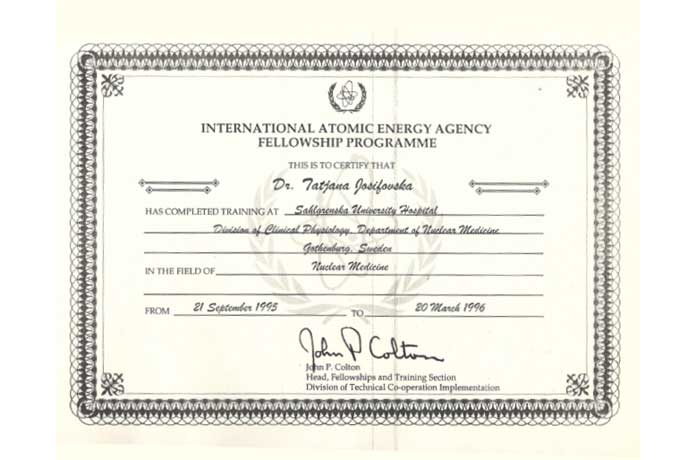 INTERNATIONAL ATOMIC ENERGY AGENCY
FELLOWSHIP PROGRAMME
THIS IS TO CERTIFY THAT
Dr. Tatjana Josifovska
HAS COMPLETED TRAINING AT Sahlgrenska University Hospital
Division of Clinical Physiology, Department of Nuclear Medicine
Gothenburg, Sweden
IN THE FIELD OF Nuclear Medicine
FROM 21 September 1995 TO 20 March 1996
John P Colton
John P. Colton
Head, Fellowships and Training Section
Division of Technical Co-operation Implementation